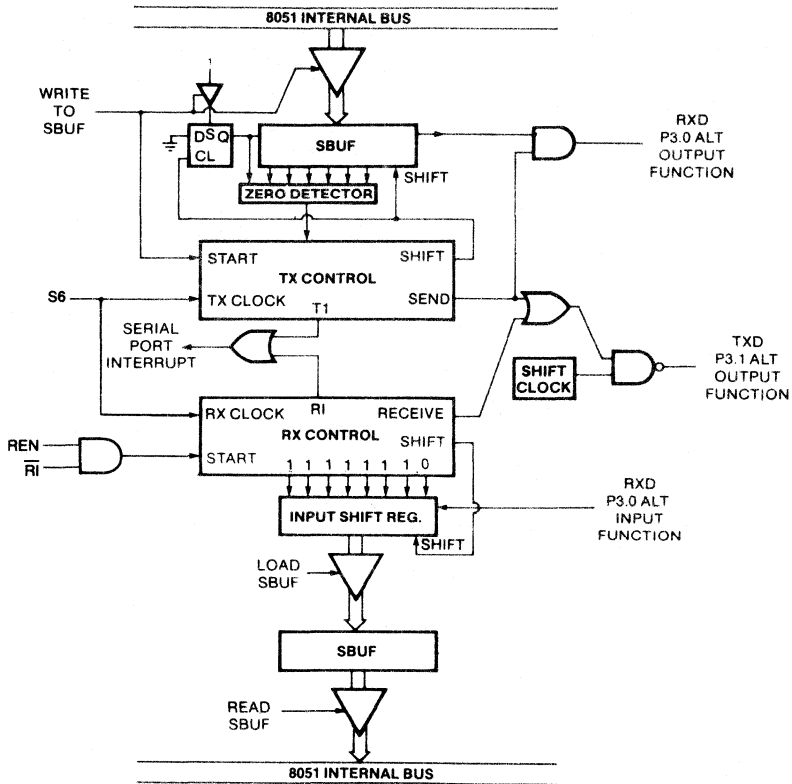 8051 INTERNAL BUS
1
WRITE
TO
SBUF
D S Q
CL
SBUF
RXD
P3.0 ALT
OUTPUT
FUNCTION
SHIFT
ZERO DETECTOR
START
SHIFT
TX CONTROL
S6
TX CLOCK
SEND
T1
SERIAL
PORT
INTERRUPT
SHIFT
CLOCK
TXD
P3.1 ALT
OUTPUT
FUNCTION
RX CLOCK
RI
RECEIVE
RX CONTROL
SHIFT
REN
RI
START
1 1 1 1 1 1 1 0
RXD
P3.0 ALT
INPUT
FUNCTION
INPUT SHIFT REG.
SHIFT
LOAD
SBUF
SBUF
READ
SBUF
8051 INTERNAL BUS